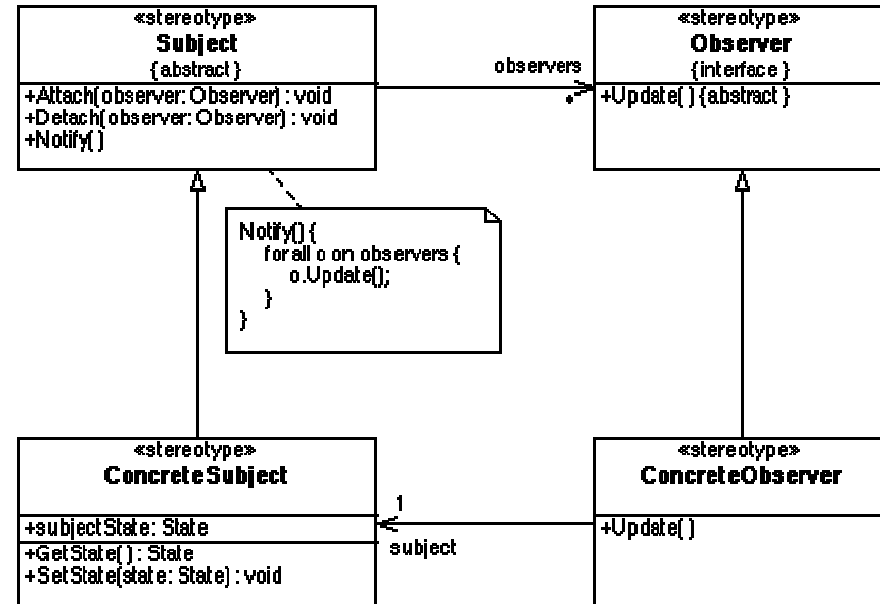 «stereotype»
Subject
{abstract}
+Attach(observer: Observer) : void
+Detach(observer: Observer) : void
+Notify()
observers
*
«stereotype»
Observer
{interface}
+Update() {abstract}
Notify() {
for all o on observers {
o.Update();
}
}
«stereotype»
ConcreteSubject
+subjectState: State
+GetState() : State
+SetState(state: State) : void
1
subject
«stereotype»
ConcreteObserver
+Update()